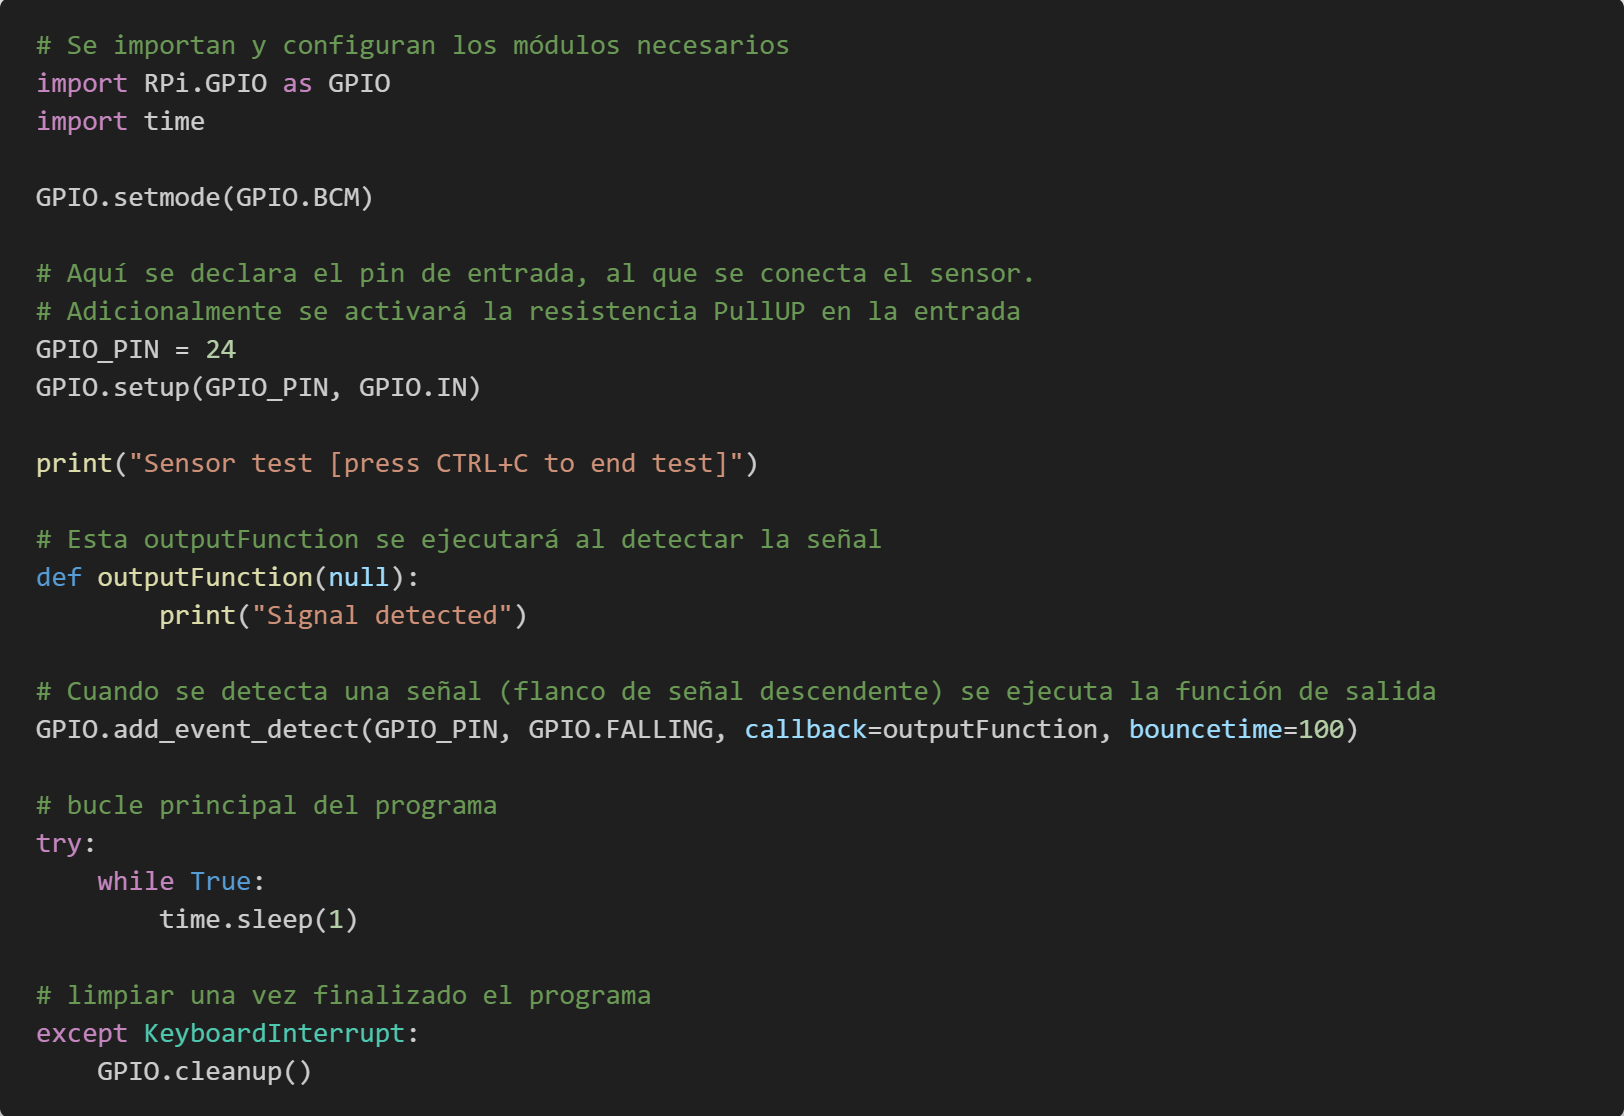 # Se importan y configuran los módulos necesarios
import RPi.GPIO as GPIO
import time
GPIO.setmode(GPIO.BCM)
# Aquí se declara el pin de entrada, al que se conecta el sensor.
# Adicionalmente se activará la resistencia PullUP en la entrada
GPIO_PIN = 24
GPIO.setup(GPIO_PIN, GPIO.IN)
print("Sensor test [press CTRL+C to end test]")
# Esta outputFunction se ejecutará al detectar la señal
def outputFunction(null):
        print("Signal detected")
# Cuando se detecta una señal (flanco de señal descendente) se ejecuta la función de salida
GPIO.add_event_detect(GPIO_PIN, GPIO.FALLING, callback=outputFunction, bouncetime=100)
# bucle principal del programa
try:
    while True:
        time.sleep(1)
# limpiar una vez finalizado el programa
except KeyboardInterrupt:
    GPIO.cleanup()